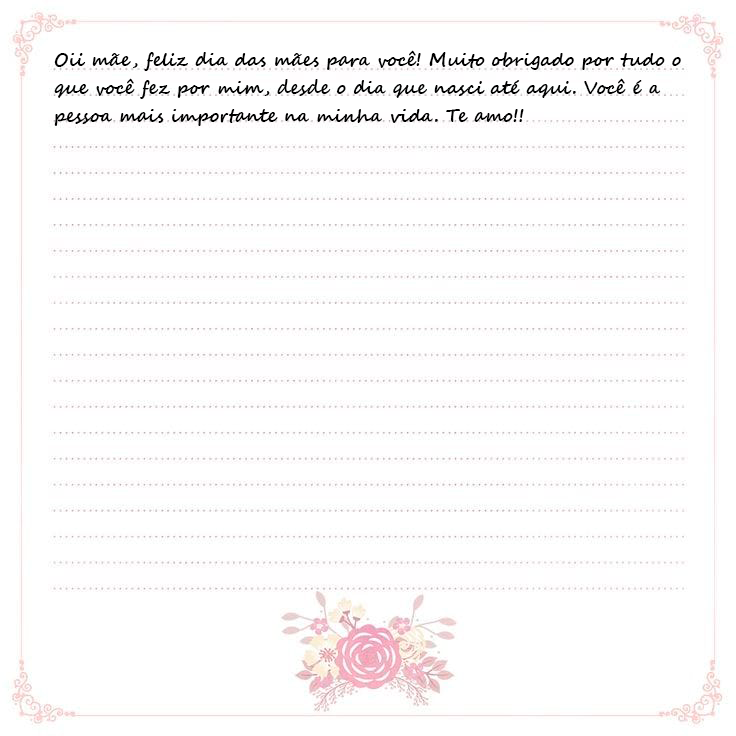 Oii mãe, feliz dia das mães para você! Muito obrigado por tudo o
que você fez por mim, desde o dia que nasci até aqui. Você é a
pessoa mais importante na minha vida. Te amo!!